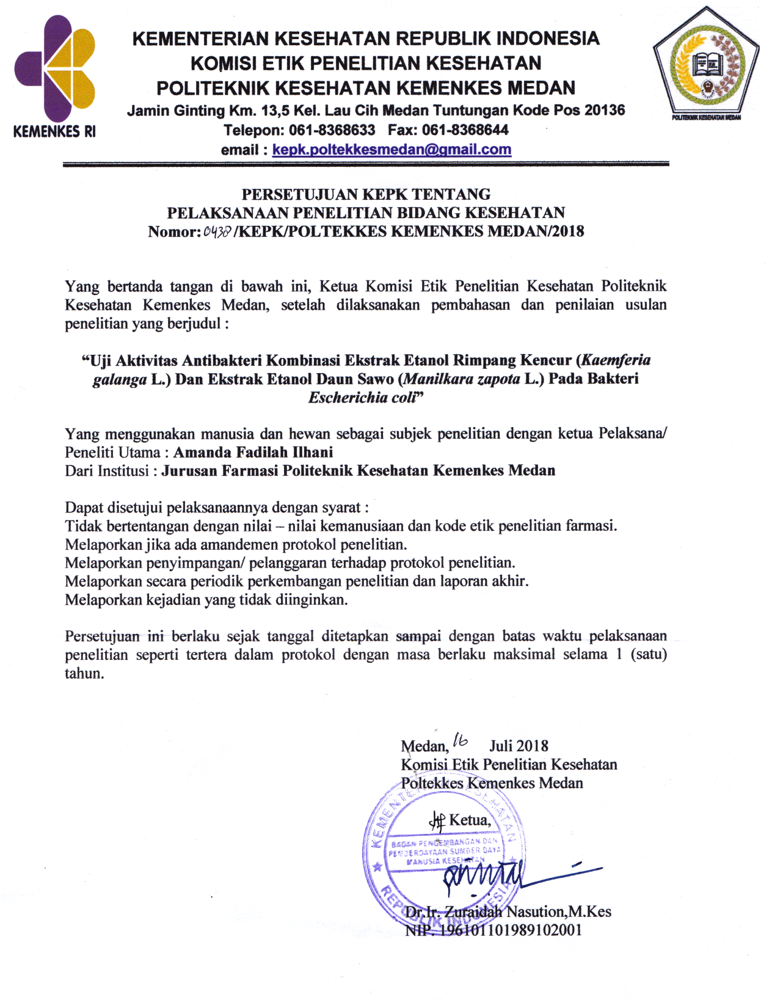 KEMENKES RI
KEMENTERIAN KESEHATAN REPUBLIK INDONESIA
KOMISI ETIK PENELITIAN KESEHATAN
POLITEKNIK KESEHATAN KEMENKES MEDAN
Jamin Ginting Km. 13,5 Kel. Lau Cih Medan Tuntungan Kode Pos 20136
Telepon: 061-8368633 Fax: 061-8368644
email : kepk.poltekkesmedan@gmail.com
POLITEKNIK KESEHATAN MEDAN
PERSETUJUAN KEPK TENTANG
PELAKSANAAN PENELITIAN BIDANG KESEHATAN
Nomor: 0438 /KEPK/POLTEKKES KEMENKES MEDAN/2018
Yang bertanda tangan di bawah ini, Ketua Komisi Etik Penelitian Kesehatan Politeknik
Kesehatan Kemenkes Medan, setelah dilaksanakan pembahasan dan penilaian usulan
penelitian yang berjudul :
“Uji Aktivitas Antibakteri Kombinasi Ekstrak Etanol Rimpang Kencur (Kaemferia
galanga L.) Dan Ekstrak Etanol Daun Sawo (Manilkara zapota L.) Pada Bakteri
Escherichia coli”
Yang menggunakan manusia dan hewan sebagai subjek penelitian dengan ketua Pelaksana/
Peneliti Utama : Amanda Fadilah Ilhani
Dari Institusi : Jurusan Farmasi Politeknik Kesehatan Kemenkes Medan
Dapat disetujui pelaksanaannya dengan syarat :
Tidak bertentangan dengan nilai – nilai kemanusiaan dan kode etik penelitian farmasi.
Melaporkan jika ada amandemen protokol penelitian.
Melaporkan penyimpangan/ pelanggaran terhadap protokol penelitian.
Melaporkan secara periodik perkembangan penelitian dan laporan akhir.
Melaporkan kejadian yang tidak diinginkan.
Persetujuan ini berlaku sejak tanggal ditetapkan sampai dengan batas waktu pelaksanaan
penelitian seperti tertera dalam protokol dengan masa berlaku maksimal selama 1 (satu)
tahun.
Medan, 16 Juli 2018
Komisi Etik Penelitian Kesehatan
Poltekkes Kemenkes Medan
Ketua,
KEMENTERIAN KESEHATAN
BADAN PENGEMBANGAN DAN
PEMBERDAYAAN SUMBER DAYA
MANUSIA KESEHATAN
REPUBLIK INDONESIA
Dr.Ir. Zuraidah Nasution,M.Kes
NIP. 196101101989102001